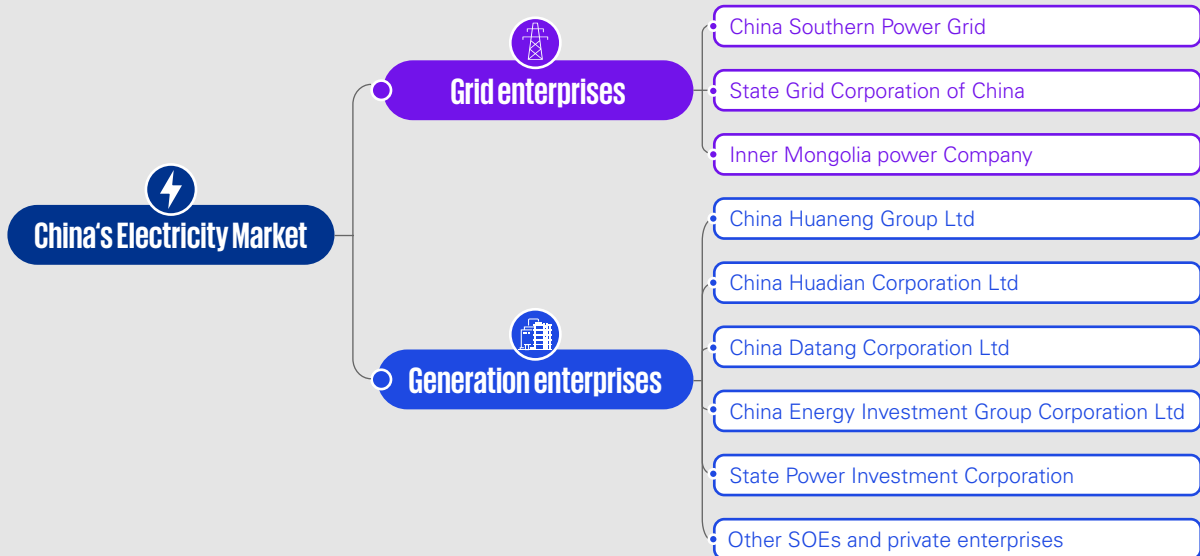 China's Electricity Market
Grid enterprises
China Southern Power Grid
State Grid Corporation of China
Inner Mongolia power Company
Generation enterprises
China Huaneng Group Ltd
China Huadian Corporation Ltd
China Datang Corporation Ltd
China Energy Investment Group Corporation Ltd
State Power Investment Corporation
Other SOEs and private enterprises